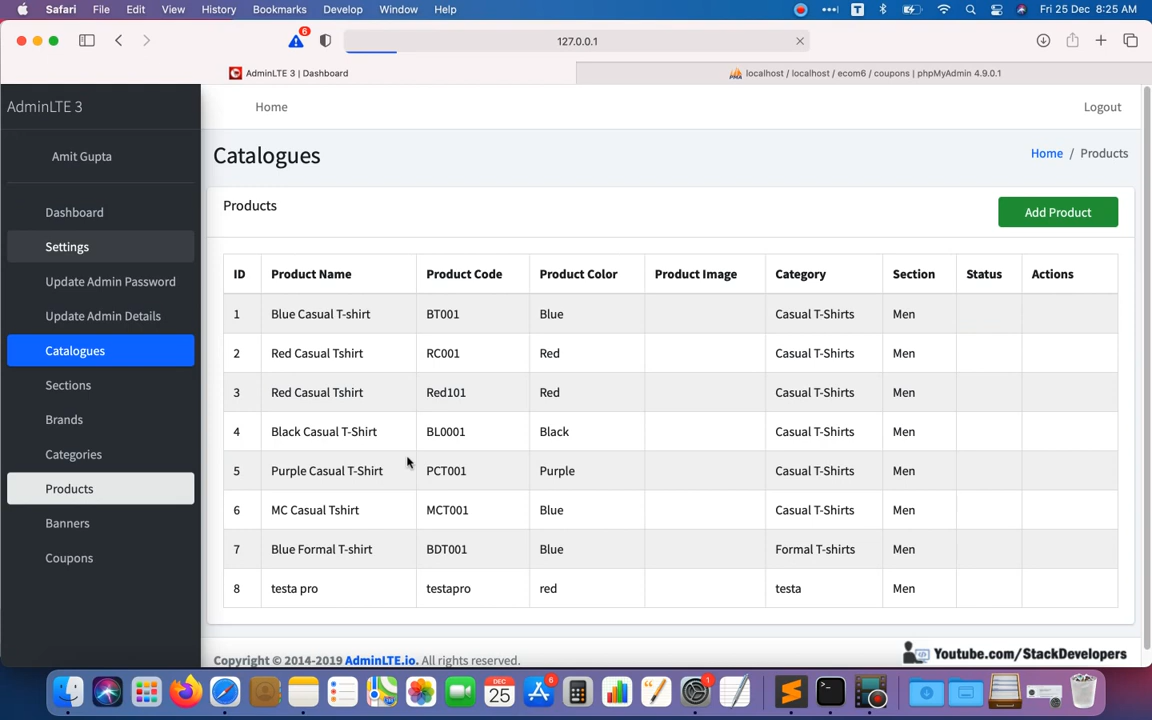 Safari File Edit View History Bookmarks Develop Window Help Fri 25 Dec 8:25 AM
6
127.0.0.1
AdminLTE 3 | Dashboard
localhost / localhost / ecom6 / coupons | phpMyAdmin 4.9.0.1
AdminLTE 3
Home
Logout
Amit Gupta
Catalogues
Home / Products
Dashboard
Settings
Update Admin Password
Update Admin Details
Catalogues
Sections
Brands
Categories
Products
Banners
Coupons
Products
Add Product
ID Product Name Product Code Product Color Product Image Category Section Status Actions
1 Blue Casual T-shirt BT001 Blue Casual T-Shirts Men
2 Red Casual Tshirt RC001 Red Casual T-Shirts Men
3 Red Casual Tshirt Red101 Red Casual T-Shirts Men
4 Black Casual T-Shirt BL0001 Black Casual T-Shirts Men
5 Purple Casual T-Shirt PCT001 Purple Casual T-Shirts Men
6 MC Casual Tshirt MCT001 Blue Casual T-Shirts Men
7 Blue Formal T-shirt BDT001 Blue Formal T-shirts Men
8 testa pro testapro red testa Men
Copyright © 2014-2019 AdminLTE.io. All rights reserved.
Youtube.com/StackDevelopers
DEC
25
6
1